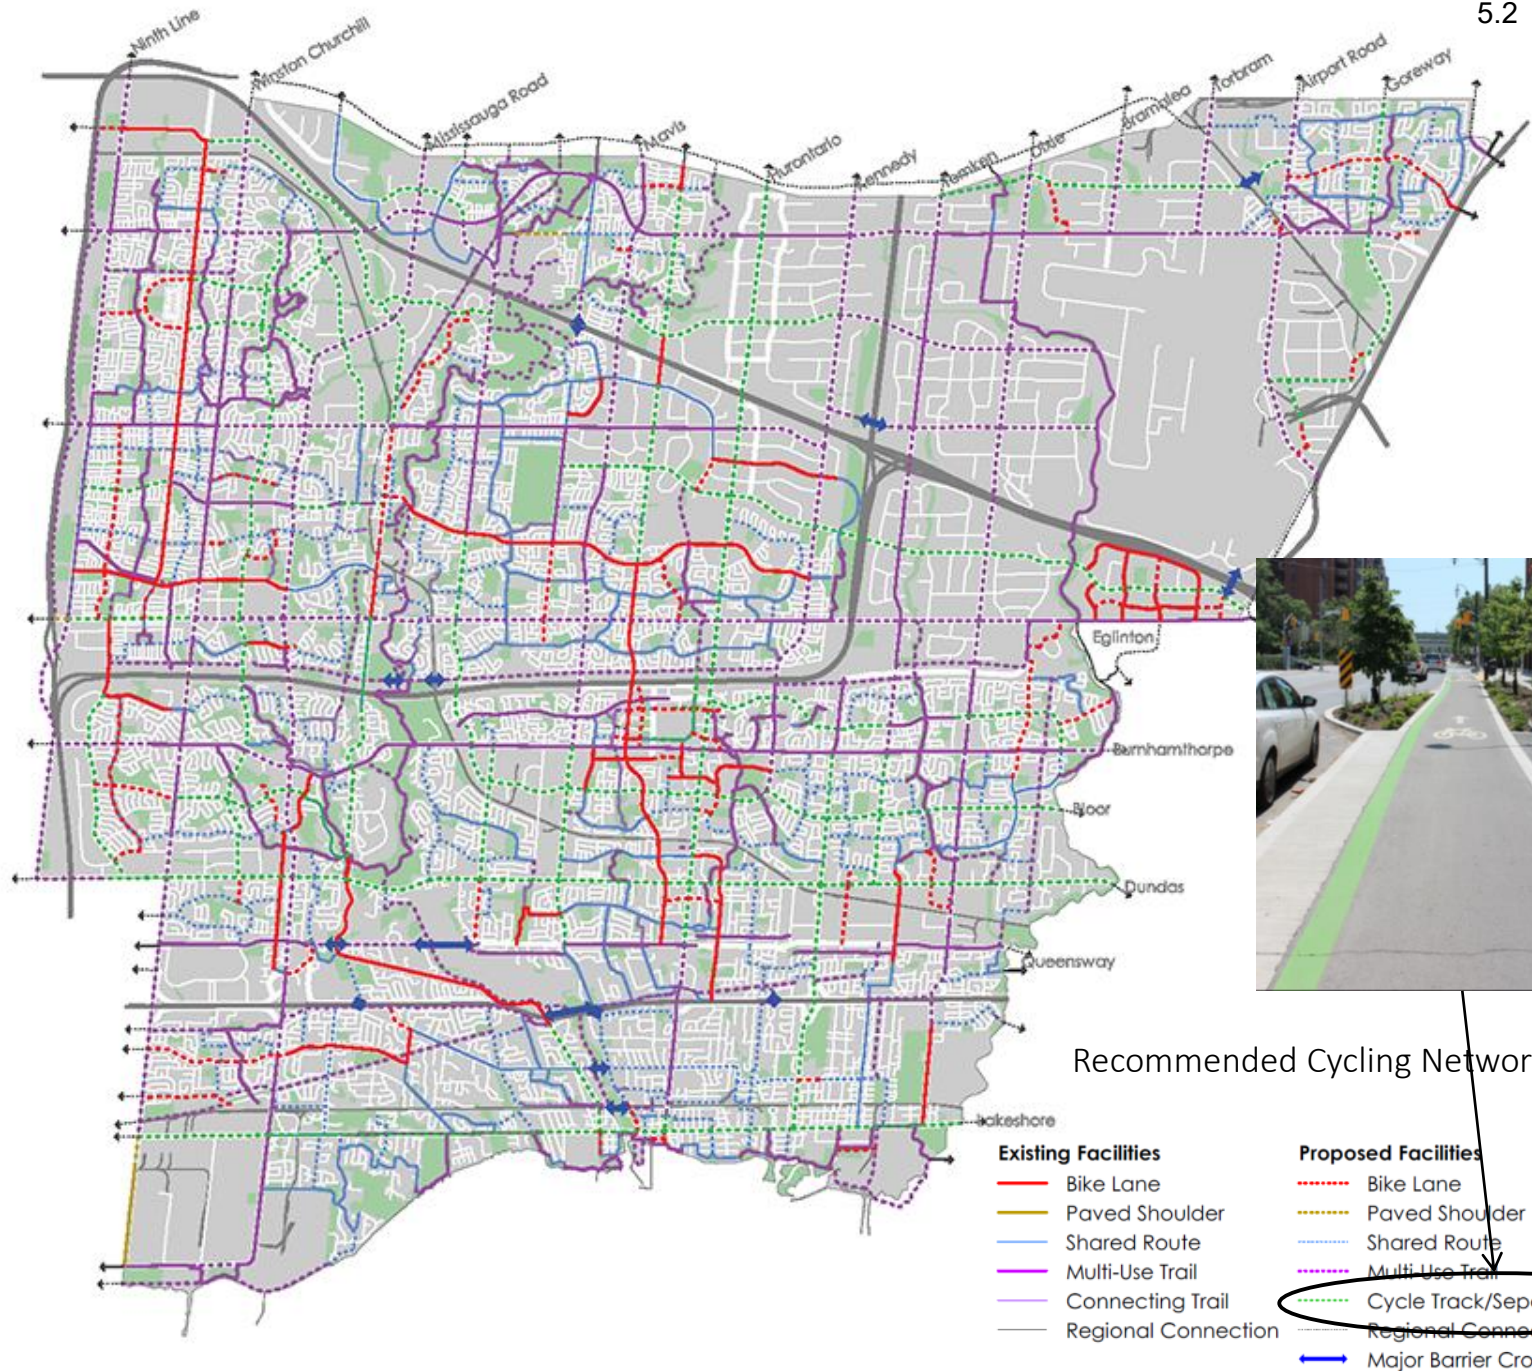 5.2
Ninth Line
Winston Churchill
Mississauga Road
Mavis
Hurontario
Kennedy
Tomken
Dixie
Bramalea
Torbram
Airport Road
Goreway
Eglinton
Burnhamthorpe
Bloor
Dundas
Queensway
Lakeshore
Recommended Cycling Networ
Existing Facilities
Bike Lane
Paved Shoulder
Shared Route
Multi-Use Trail
Connecting Trail
Regional Connection
Proposed Facilities
Bike Lane
Paved Shoulder
Shared Route
Multi-Use Trail
Cycle Track/Sepa
Regional Connec
Major Barrier Cro